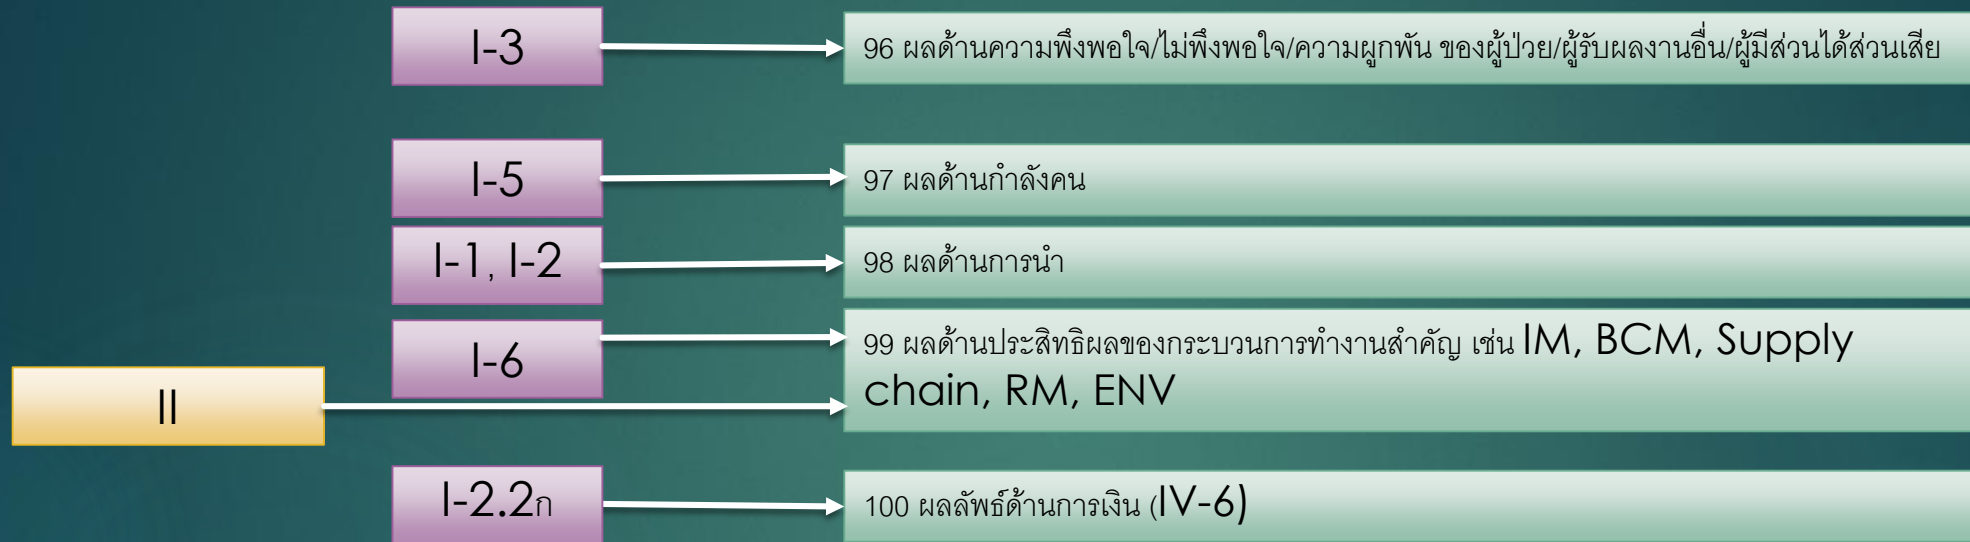 I-3
96 ผลด้านความพึงพอใจ/ไม่พึงพอใจ/ความผูกพัน ของผู้ป่วย/ผู้รับผลงานอื่น/ผู้มีส่วนได้ส่วนเสีย
I-5
97 ผลด้านกำลังคน
I-1, I-2
98 ผลด้านการนำ
I-6
99 ผลด้านประสิทธิผลของกระบวนการทำงานสำคัญ เช่น IM, BCM, Supply
chain, RM, ENV
II
I-2.2ก
100 ผลลัพธ์ด้านการเงิน (IV-6)